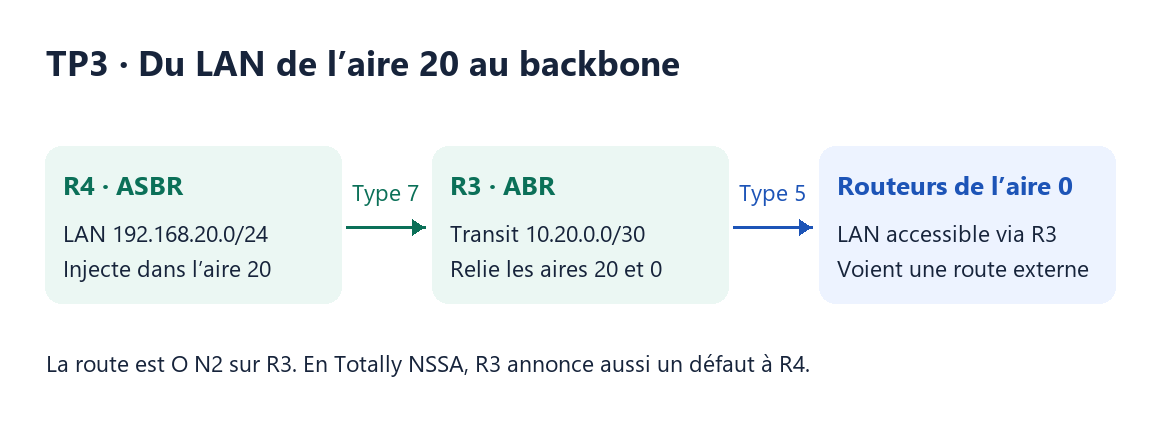 TP3 · Du LAN de l’aire 20 au backbone
R4 · ASBR
LAN 192.168.20.0/24
Injecte dans l’aire 20
Type 7
R3 · ABR
Transit 10.20.0.0/30
Relie les aires 20 et 0
Type 5
Routeurs de l’aire 0
LAN accessible via R3
Voient une route externe
La route est O N2 sur R3. En Totally NSSA, R3 annonce aussi un défaut à R4.